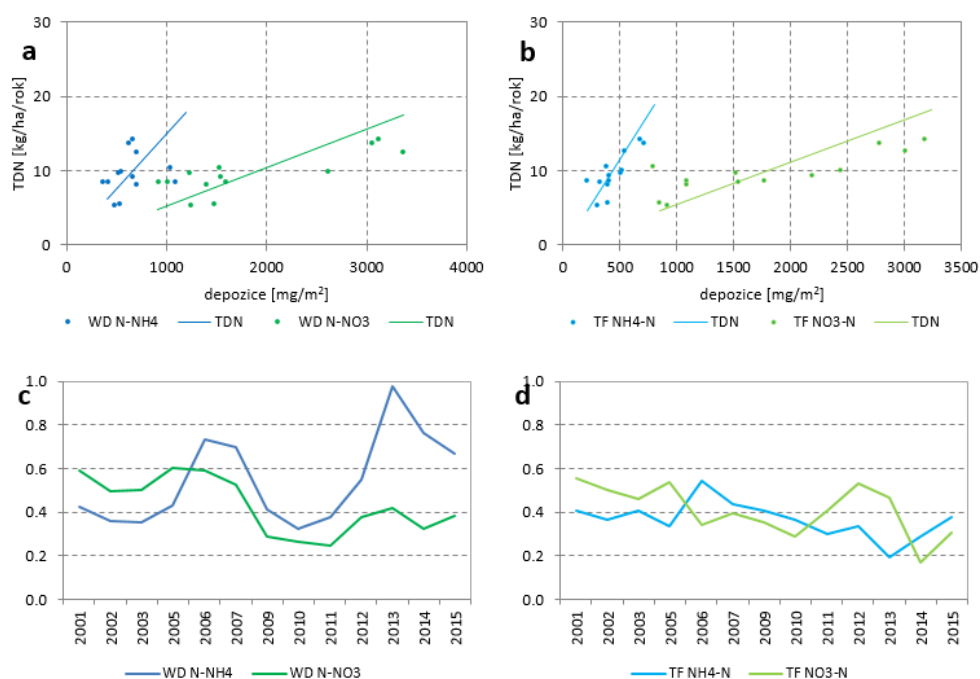 a
TDN [kg/ha/rok]
30
20
10
0
0 1000 2000 3000 4000
depozice [mg/m²]
WD N-NH4 TDN WD N-NO3 TDN
b
TDN [kg/ha/rok]
30
20
10
0
0 500 1000 1500 2000 2500 3000 3500
depozice [mg/m²]
TF NH4-N TDN TF NO3-N TDN
c
1.0
0.8
0.6
0.4
0.2
0.0
2001 2002 2003 2005 2006 2007 2009 2010 2011 2012 2013 2014 2015
WD N-NH4 WD N-NO3
d
1.0
0.8
0.6
0.4
0.2
0.0
2001 2002 2003 2005 2006 2007 2009 2010 2011 2012 2013 2014 2015
TF NH4-N TF NO3-N